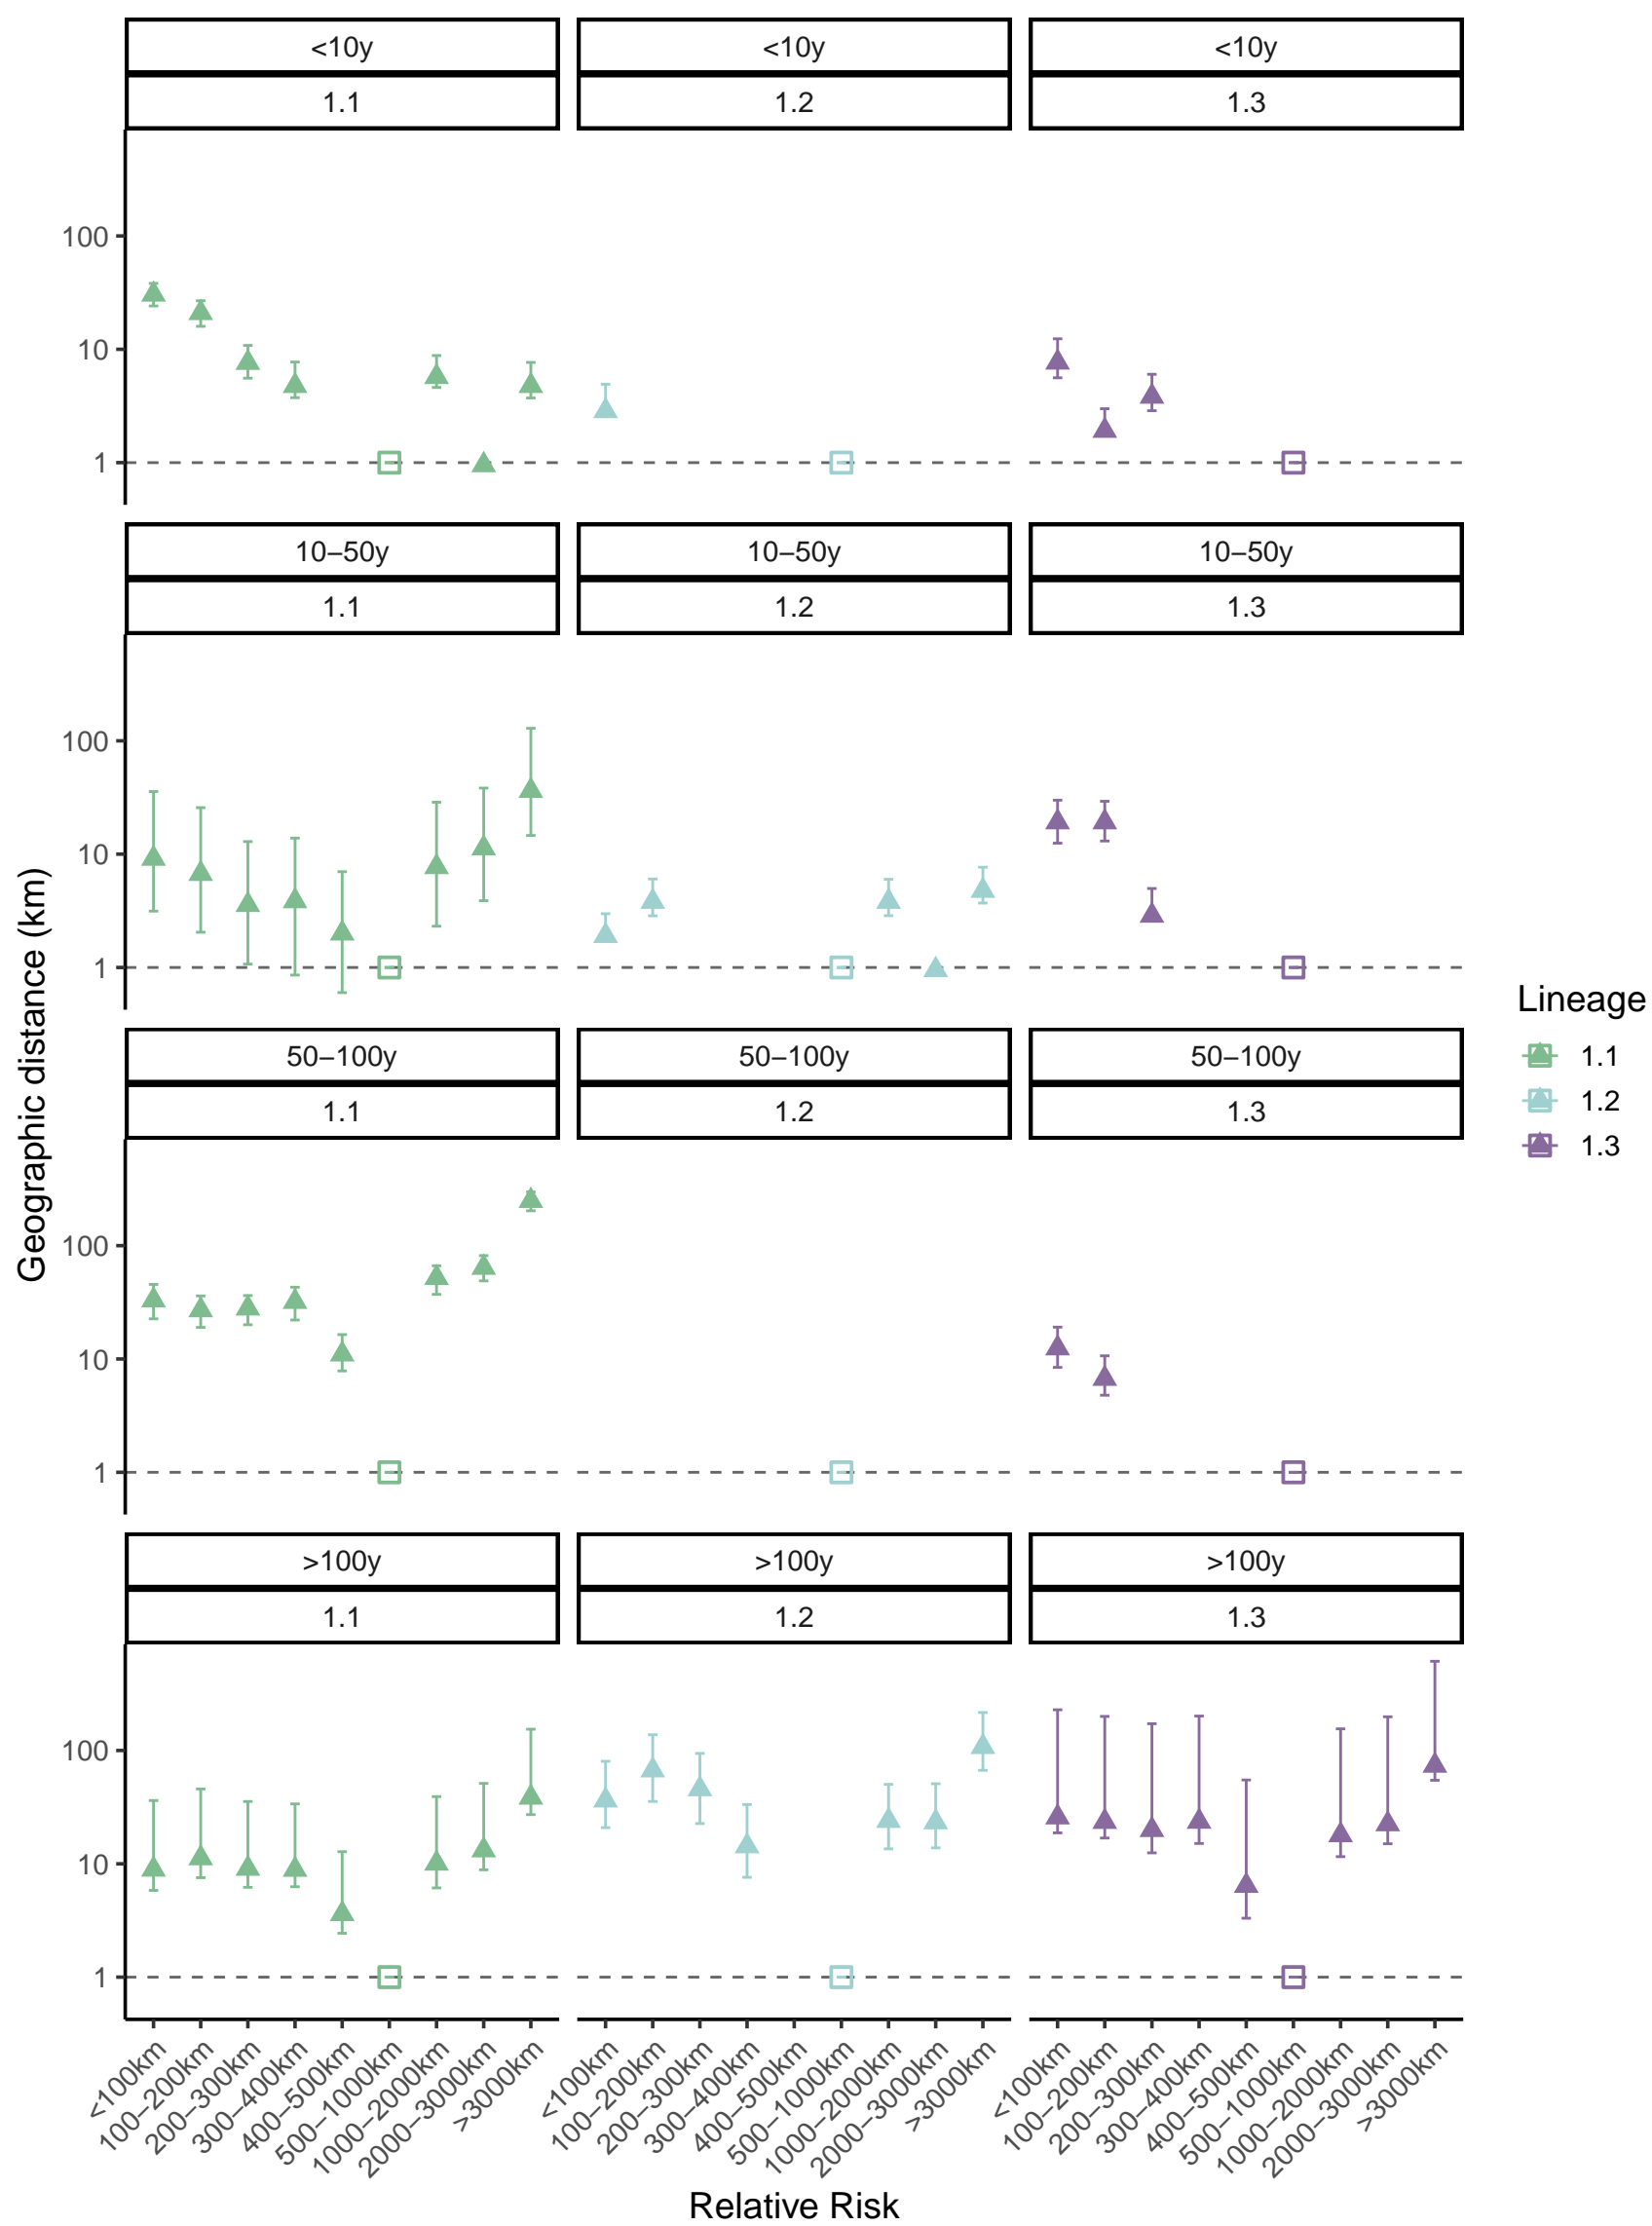 <10y <10y <10y
1.1 1.2 1.3
100
10
1
10–50y 10–50y 10–50y
1.1 1.2 1.3
100
10
1
50–100y 50–100y 50–100y
1.1 1.2 1.3
100
10
1
>100y >100y >100y
1.1 1.2 1.3
100
10
1
<100km 100–200km 200–300km 300–400km 400–500km 500–1000km 1000–2000km 2000–3000km >3000km
<100km 100–200km 200–300km 300–400km 400–500km 500–1000km 1000–2000km 2000–3000km >3000km
<100km 100–200km 200–300km 300–400km 400–500km 500–1000km 1000–2000km 2000–3000km >3000km
Relative Risk
Geographic distance (km)
Lineage
1.1
1.2
1.3